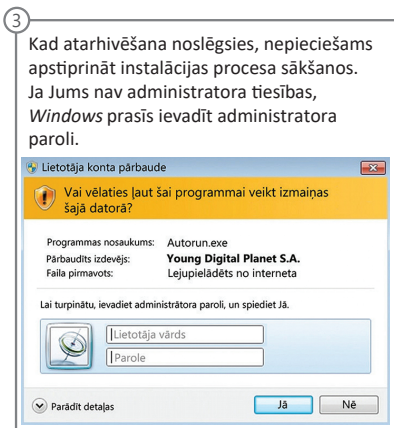 3
Kad atarhivēšana noslēgsies, nepieciešams
apstiprināt instalācijas procesa sākšanos.
Ja Jums nav administratora tiesības,
Windows prasīs ievadīt administratora
paroli.
Lietotāja konta pārbaude
Vai vēlaties ļaut šai programmai veikt izmaiņas
šajā datorā?
Programmas nosaukums: Autorun.exe
Pārbaudīts izdevējs: Young Digital Planet S.A.
Faila pirmavots: Lejupielādēts no interneta
Lai turpinātu, ievadiet administrātora paroli, un spiediet Jā.
Lietotāja vārds
Parole
Parādīt detaļas Jā Nē